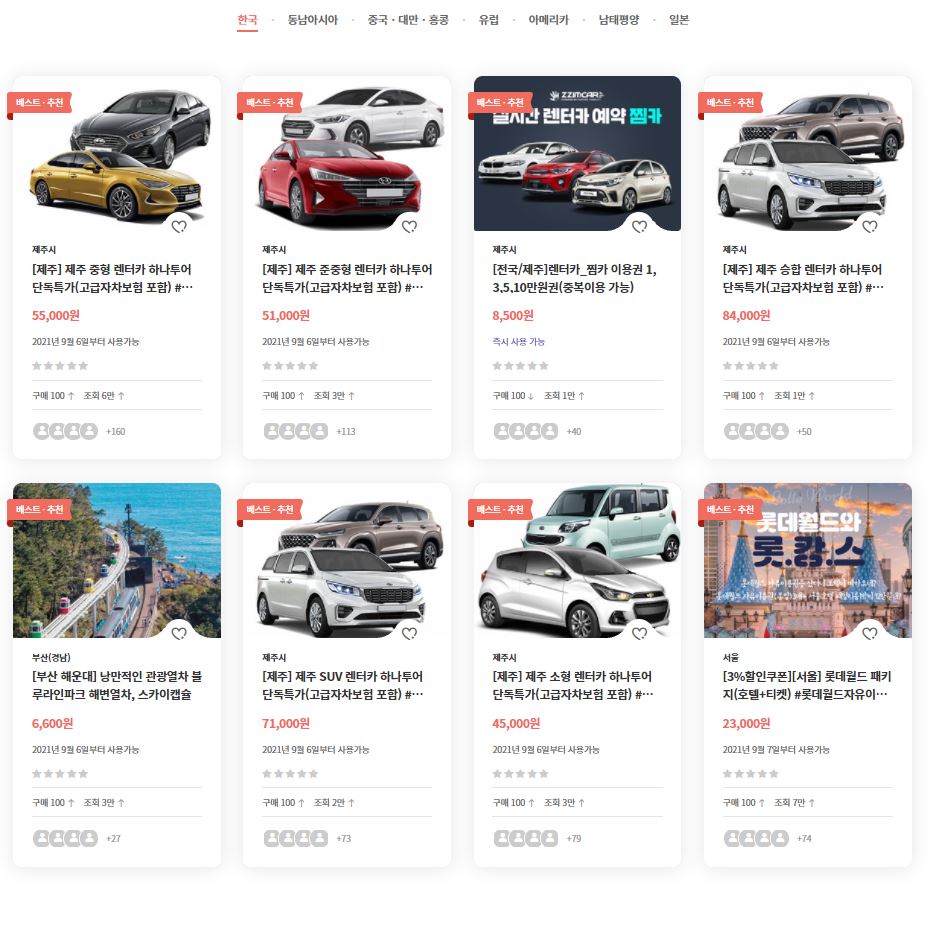 한국 · 동남아시아 · 중국 · 대만 · 홍콩 · 유럽 · 아메리카 · 남태평양 · 일본
베스트 · 추천
제주시
[제주] 제주 중형 렌터카 하나투어
단독특가(고급자차보험 포함) #···
55,000원
2021년 9월 6일부터 사용가능
구매 100 ↑ 조회 6만 ↑
+160
베스트 · 추천
제주시
[제주] 제주 준중형 렌터카 하나투어
단독특가(고급자차보험 포함) #···
51,000원
2021년 9월 6일부터 사용가능
구매 100 ↑ 조회 3만 ↑
+113
베스트 · 추천
ZZIMCAR
실시간 렌터카 예약 찜카
제주시
[전국/제주]렌터카_찜카 이용권 1,
3,5,10만원권(중복이용 가능)
8,500원
즉시 사용 가능
구매 100 ↓ 조회 1만 ↑
+40
베스트 · 추천
제주시
[제주] 제주 승합 렌터카 하나투어
단독특가(고급자차보험 포함) #···
84,000원
2021년 9월 6일부터 사용가능
구매 100 ↑ 조회 1만 ↑
+50
베스트 · 추천
부산(경남)
[부산 해운대] 낭만적인 관광열차 블
루라인파크 해변열차, 스카이캡슐
6,600원
2021년 9월 6일부터 사용가능
구매 100 ↑ 조회 3만 ↑
+27
베스트 · 추천
제주시
[제주] 제주 SUV 렌터카 하나투어
단독특가(고급자차보험 포함) #···
71,000원
2021년 9월 6일부터 사용가능
구매 100 ↑ 조회 2만 ↑
+73
베스트 · 추천
제주시
[제주] 제주 소형 렌터카 하나투어
단독특가(고급자차보험 포함) #···
45,000원
2021년 9월 6일부터 사용가능
구매 100 ↑ 조회 3만 ↑
+79
베스트 · 추천
롯데월드와
롯.캉.스
서울
[3%할인쿠폰][서울] 롯데월드 패키
지(호텔+티켓) #롯데월드자유이···
23,000원
2021년 9월 7일부터 사용가능
구매 100 ↑ 조회 7만 ↑
+74